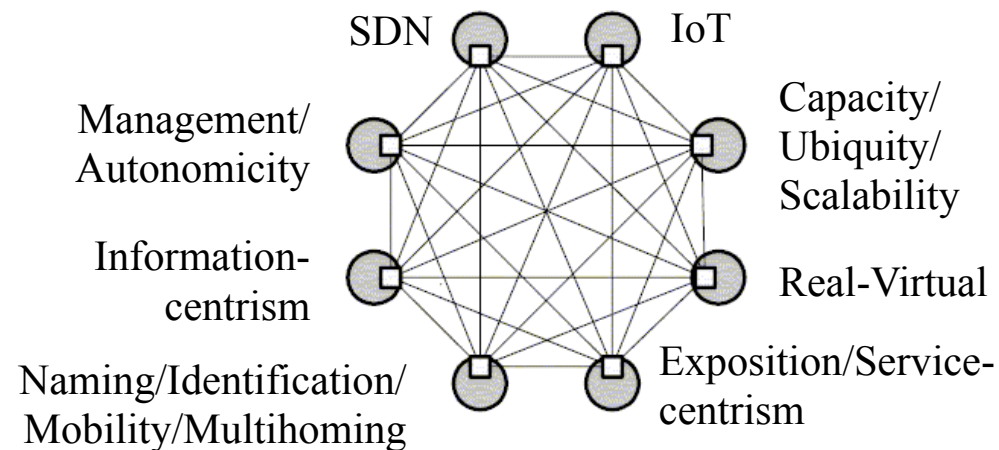 SDN
IoT
Management/
Autonomicity
Capacity/
Ubiquity/
Scalability
Information-
centrism
Real-Virtual
Naming/Identification/
Mobility/Multihoming
Exposition/Service-
centrism